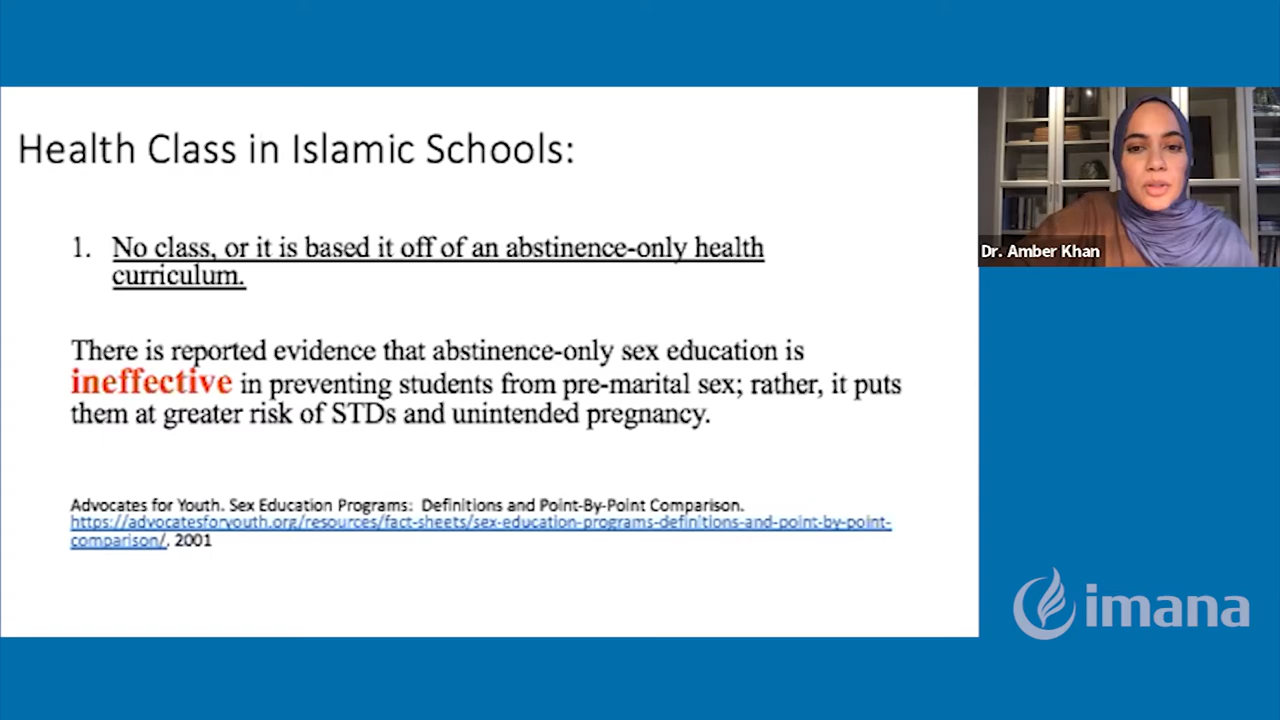 Health Class in Islamic Schools:
1. No class, or it is based it off of an abstinence-only health
curriculum.
There is reported evidence that abstinence-only sex education is
ineffective in preventing students from pre-marital sex; rather, it puts
them at greater risk of STDs and unintended pregnancy.
Advocates for Youth. Sex Education Programs: Definitions and Point-By-Point Comparison.
https://advocatesforyouth.org/resources/fact-sheets/sex-education-programs-definitions-and-point-by-point-
comparison/. 2001
Dr. Amber Khan
imana